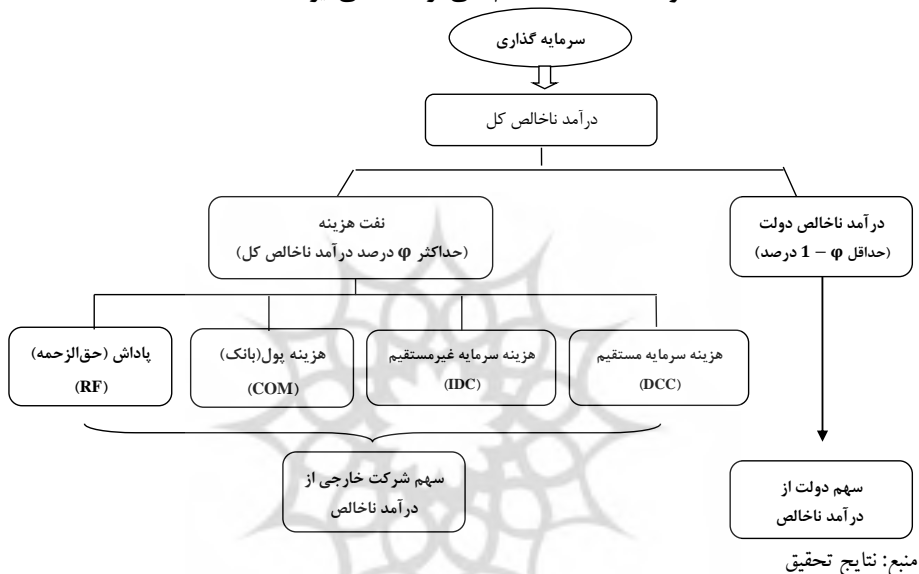 سرمایه گذاری
درآمد ناخالص کل
درآمد ناخالص دولت
(حداقل 1 − φ درصد)
نفت هزینه
(حداکثر φ درصد درآمد ناخالص کل)
هزینه سرمایه مستقیم
(DCC)
هزینه سرمایه غیرمستقیم
(IDC)
هزینه پول(بانک)
(COM)
پاداش (حق‌الزحمه)
(RF)
سهم شرکت خارجی از
درآمد ناخالص
سهم دولت از
درآمد ناخالص
منبع: نتایج تحقیق